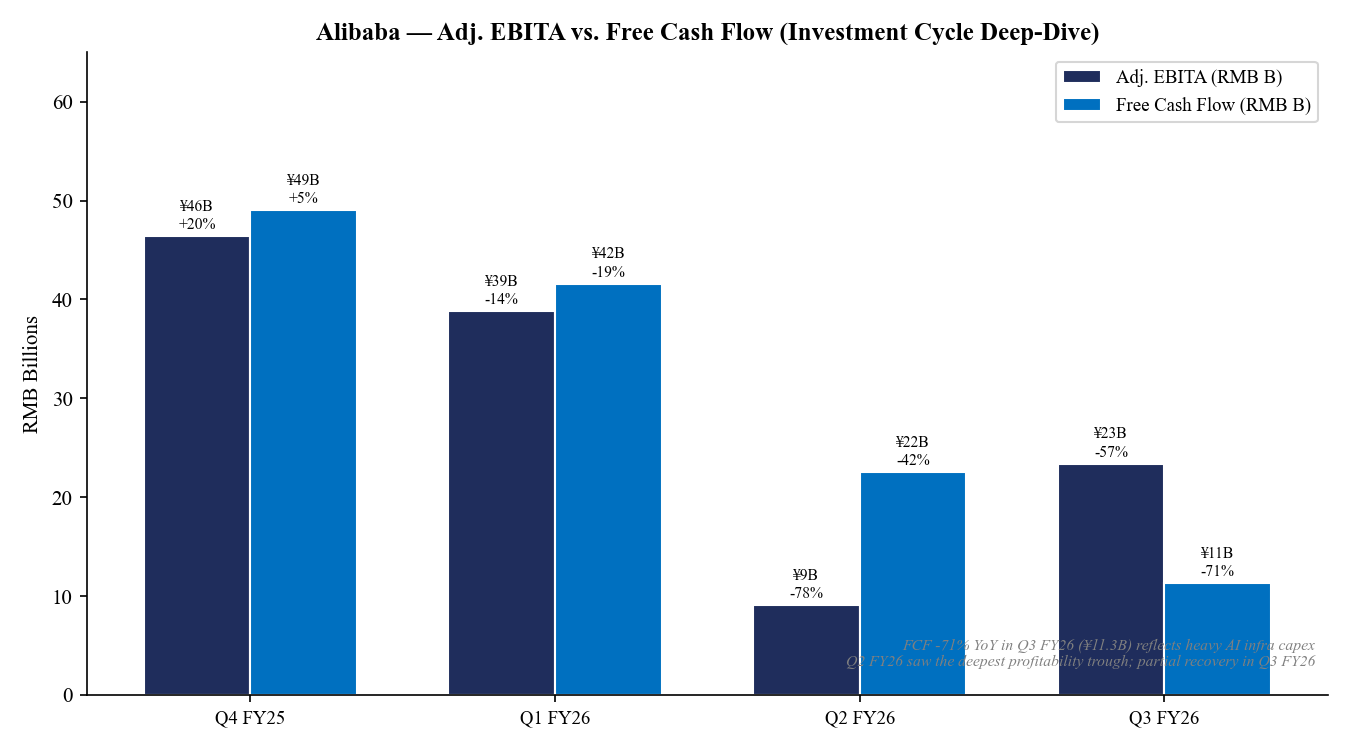 Alibaba — Adj. EBITA vs. Free Cash Flow (Investment Cycle Deep-Dive)
Adj. EBITA (RMB B)
Free Cash Flow (RMB B)
RMB Billions
60
50
40
30
20
10
0
¥46B
+20%
¥49B
+5%
¥39B
-14%
¥42B
-19%
¥9B
-78%
¥22B
-42%
¥23B
-57%
¥11B
-71%
FCF -71% YoY in Q3 FY26 (¥11.3B) reflects heavy AI infra capex
Q2 FY26 saw the deepest profitability trough; partial recovery in Q3 FY26
Q4 FY25
Q1 FY26
Q2 FY26
Q3 FY26